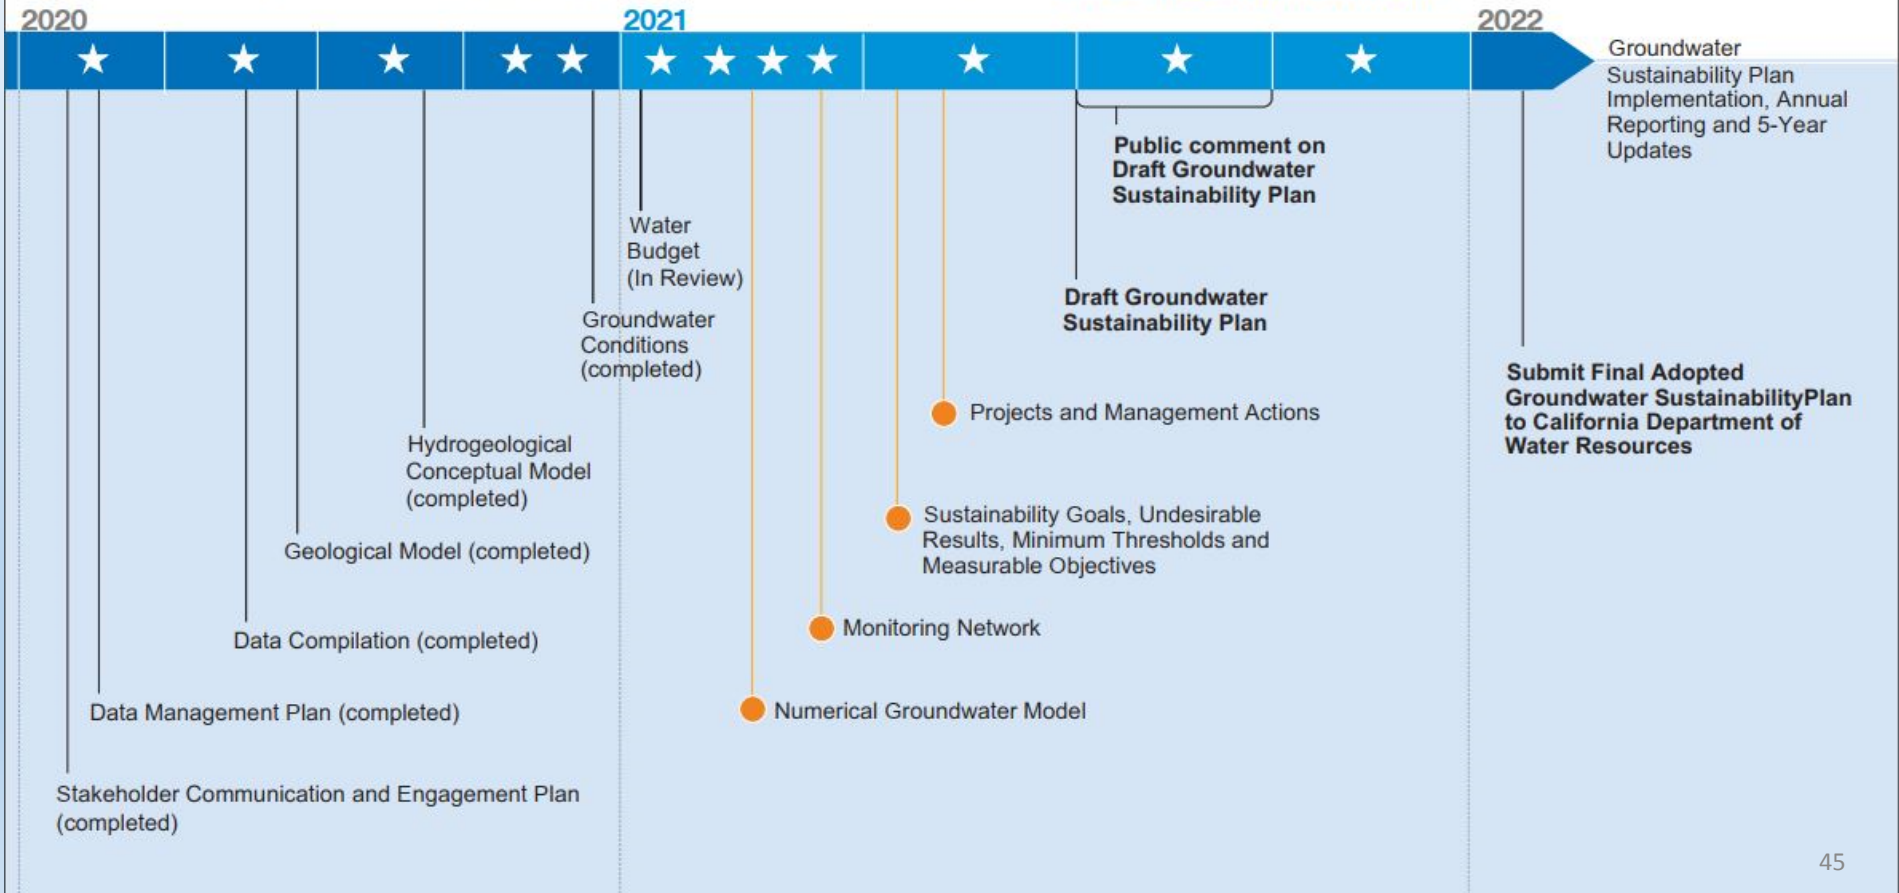 2020
2021
2022
Groundwater
Sustainability Plan
Implementation, Annual
Reporting and 5-Year
Updates
Public comment on
Draft Groundwater
Sustainability Plan
Water
Budget
(In Review)
Draft Groundwater
Sustainability Plan
Groundwater
Conditions
(completed)
Submit Final Adopted
Groundwater SustainabilityPlan
to California Department of
Water Resources
Projects and Management Actions
Hydrogeological
Conceptual Model
(completed)
Sustainability Goals, Undesirable
Results, Minimum Thresholds and
Measurable Objectives
Geological Model (completed)
Monitoring Network
Data Compilation (completed)
Numerical Groundwater Model
Data Management Plan (completed)
Stakeholder Communication and Engagement Plan
(completed)
45